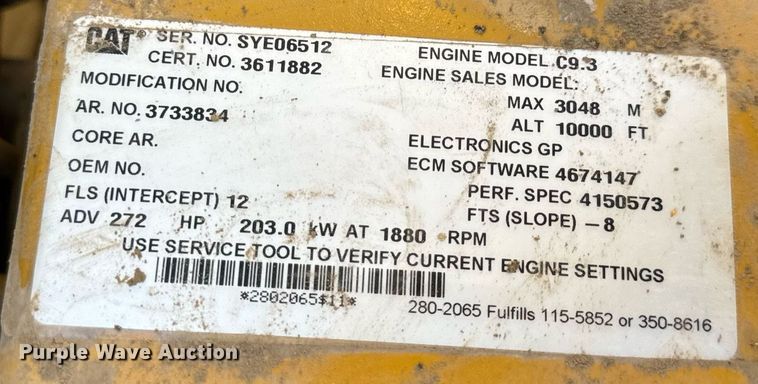 CAT® SER. NO. SYE06512 ENGINE MODEL C9.3
CERT. NO. 3611882 ENGINE SALES MODEL:
MODIFICATION NO. MAX 3048 M
AR. NO. 3733834 ALT 10000 FT
CORE AR. ELECTRONICS GP
OEM NO. ECM SOFTWARE 4674147
FLS (INTERCEPT) 12 PERF. SPEC 4150573
ADV 272 HP 203.0 kW AT 1880 RPM FTS (SLOPE) -8
USE SERVICE TOOL TO VERIFY CURRENT ENGINE SETTINGS
*2802065$11*
280-2065 Fulfills 115-5852 or 350-8616
Purple Wave Auction